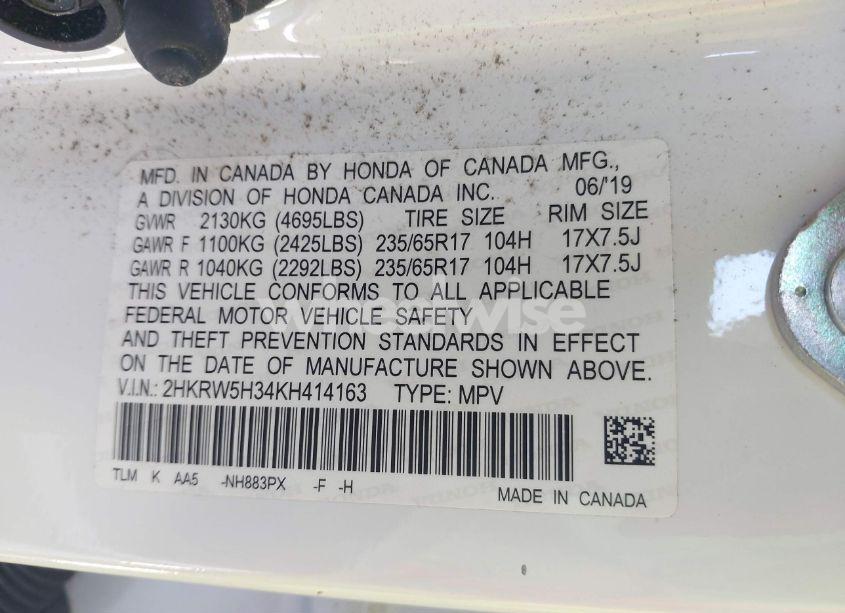 MFD. IN CANADA BY HONDA OF CANADA MFG.,
A DIVISION OF HONDA CANADA INC. 06/'19
GVWR 2130KG (4695LBS) TIRE SIZE RIM SIZE
GAWR F 1100KG (2425LBS) 235/65R17 104H 17X7.5J
GAWR R 1040KG (2292LBS) 235/65R17 104H 17X7.5J
THIS VEHICLE CONFORMS TO ALL APPLICABLE
FEDERAL MOTOR VEHICLE SAFETY
AND THEFT PREVENTION STANDARDS IN EFFECT
ON THE DATE OF MANUFACTURE SHOWN ABOVE.
V.I.N.: 2HKRW5H34KH414163 TYPE: MPV
TLM K AA5 -NH883PX -F -H
MADE IN CANADA